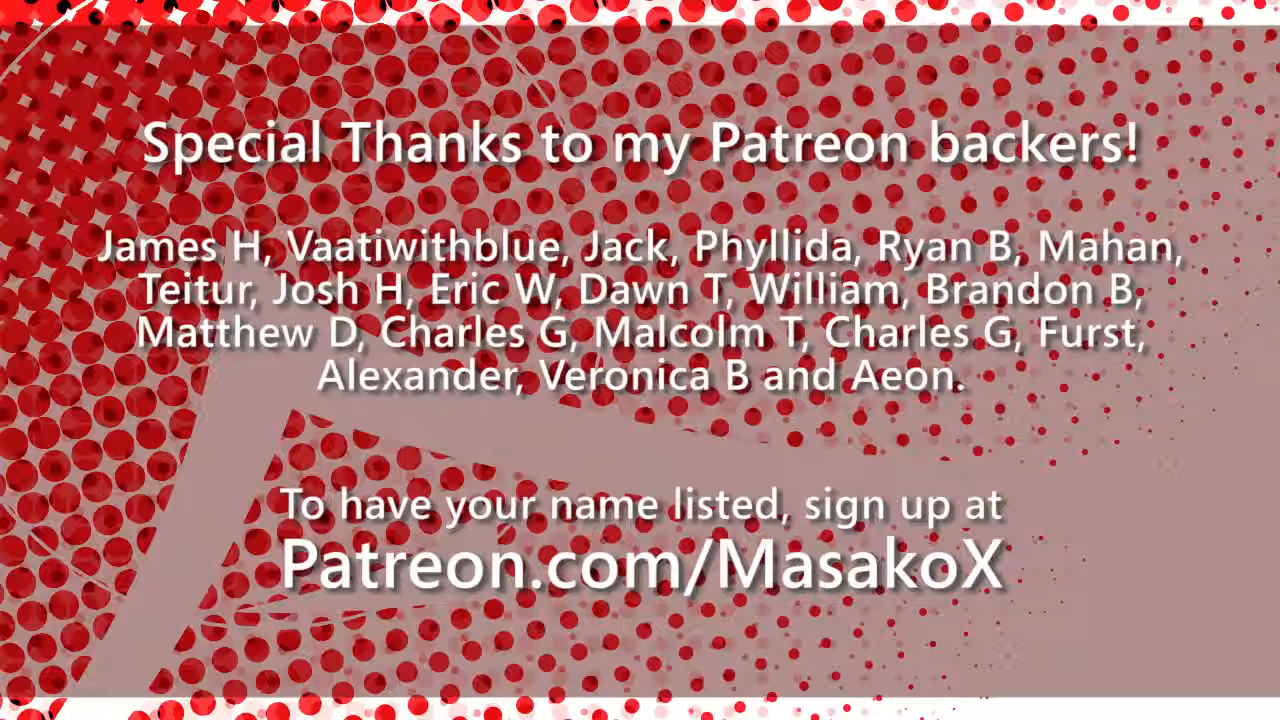 Special Thanks to my Patreon backers!
James H, Vaatiwithblue, Jack, Phyllida, Ryan B, Mahan,
Teitur, Josh H, Eric W, Dawn T, William, Brandon B,
Matthew D, Charles G, Malcolm T, Charles G, Furst,
Alexander, Veronica B and Aeon.
To have your name listed, sign up at
Patreon.com/MasakoX